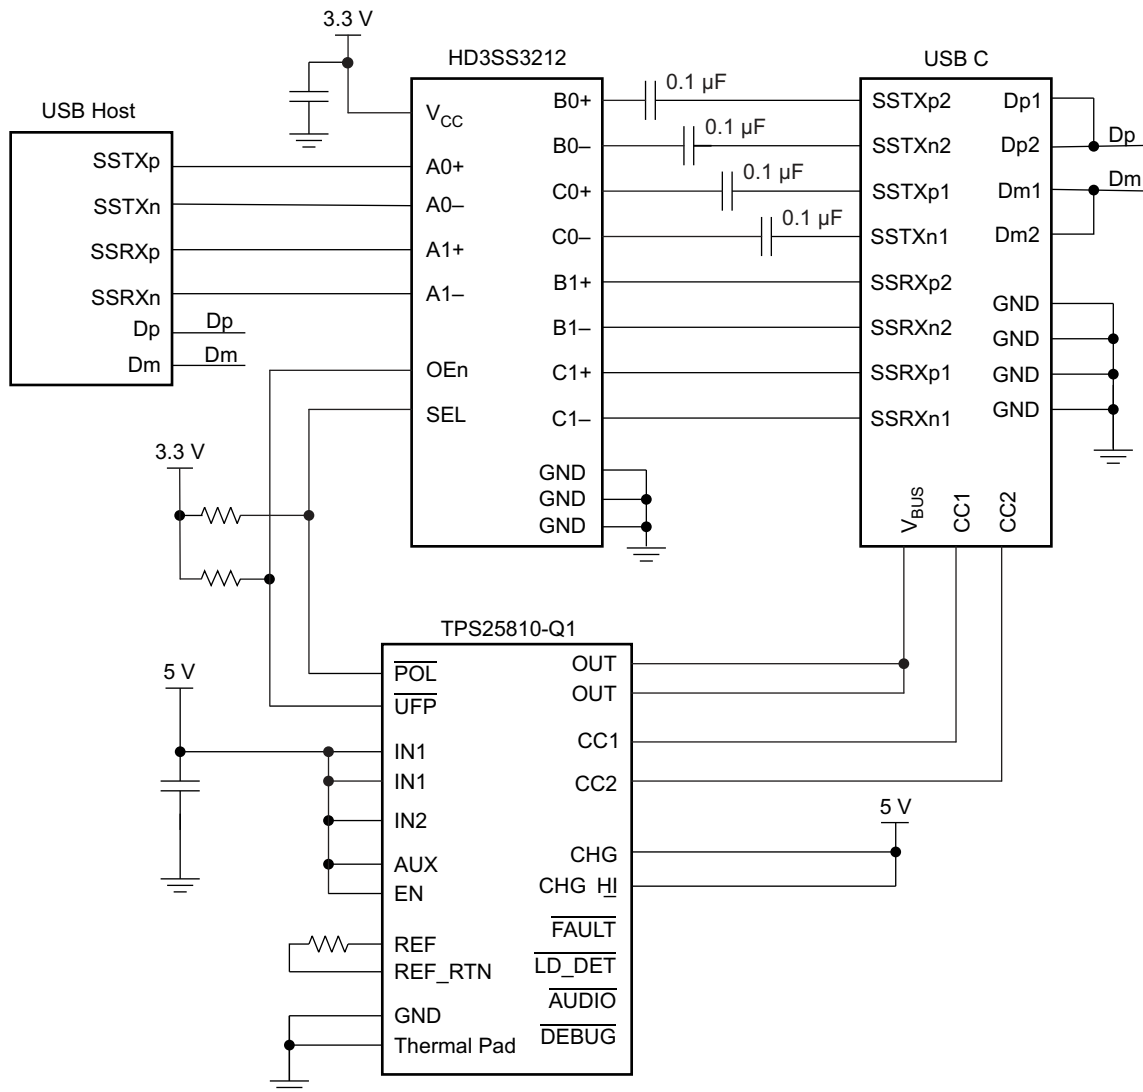 3.3 V
HD3SS3212
USB C
USB Host
VCC
A0+
A0–
A1+
A1–
OEn
SEL
B0+
B0–
C0+
C0–
B1+
B1–
C1+
C1–
GND
GND
GND
0.1 µF
0.1 µF
0.1 µF
0.1 µF
SSTXp2
SSTXn2
SSTXp1
SSTXn1
SSRXp2
SSRXn2
SSRXp1
SSRXn1
Dp1
Dp2
Dm1
Dm2
GND
GND
GND
GND
VBUS
CC1
CC2
Dp
Dm
SSTXp
SSTXn
SSRXp
SSRXn
Dp
Dm
Dp
Dm
3.3 V
TPS25810-Q1
5 V
POL
UFP
IN1
IN1
IN2
AUX
EN
REF
REF_RTN
GND
Thermal Pad
OUT
OUT
CC1
CC2
CHG
CHG_HI
FAULT
LD_DET
AUDIO
DEBUG
5 V